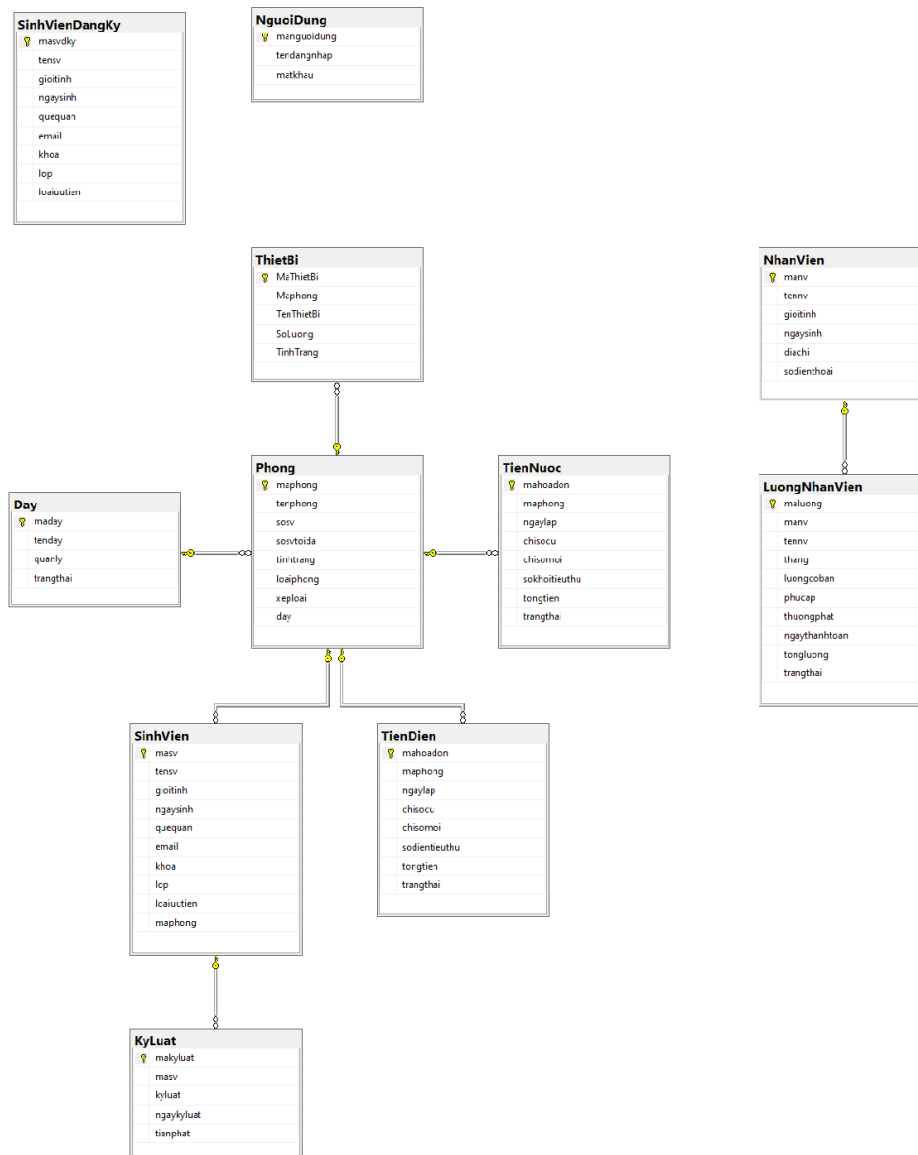 SinhVienDangKy
masvdky
tensv
gioitinh
ngaysinh
quequan
email
khoa
lop
loaiuutien
NguoiDung
manguoidung
tendangnhap
matkhau
ThietBi
MaThietBi
Maphong
TenThietBi
SoLuong
TinhTrang
NhanVien
manv
tennv
gioitinh
ngaysinh
diachi
sodienthoai
Phong
maphong
tenphong
sosv
sosvtoida
tinhtrang
loaiphong
xeploai
day
TienNuoc
mahoadon
maphong
ngaylap
chisocu
chisomoi
sokhoitieuthu
tongtien
trangthai
LuongNhanVien
maluong
manv
tennv
thang
luongcoban
phucap
thuongphat
ngaythanhtoan
tongluong
trangthai
Day
maday
tenday
quanly
trangthai
SinhVien
masv
tensv
gioitinh
ngaysinh
quequan
email
khoa
lop
loaiuutien
maphong
TienDien
mahoadon
maphong
ngaylap
chisocu
chisomoi
sodientieuthu
tongtien
trangthai
KyLuat
makyluat
masv
kyluat
ngaykyluat
tienphat